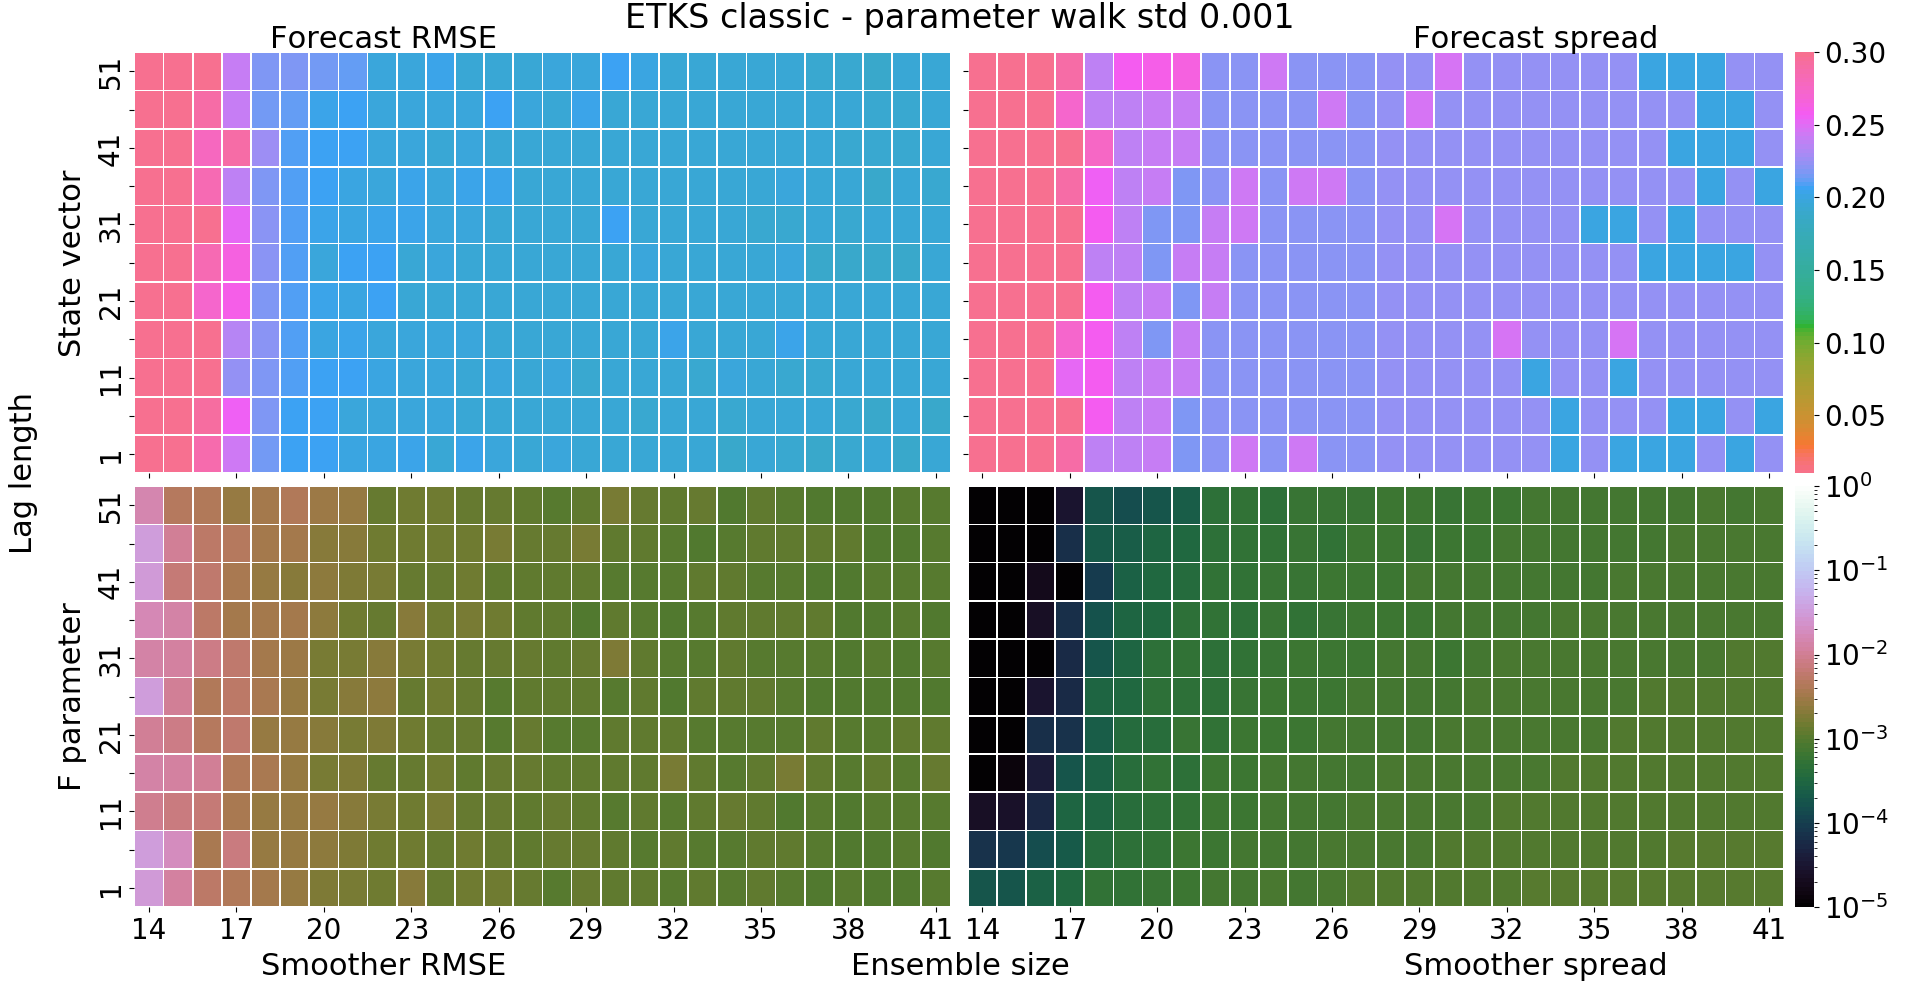 ETKS classic - parameter walk std 0.001
Forecast RMSE
Forecast spread
State vector
51
41
31
21
11
1
0.30
0.25
0.20
0.15
0.10
0.05
Lag length
F parameter
51
41
31
21
11
1
10⁰
10⁻¹
10⁻²
10⁻³
10⁻⁴
10⁻⁵
14 17 20 23 26 29 32 35 38 41
14 17 20 23 26 29 32 35 38 41
Smoother RMSE
Ensemble size
Smoother spread